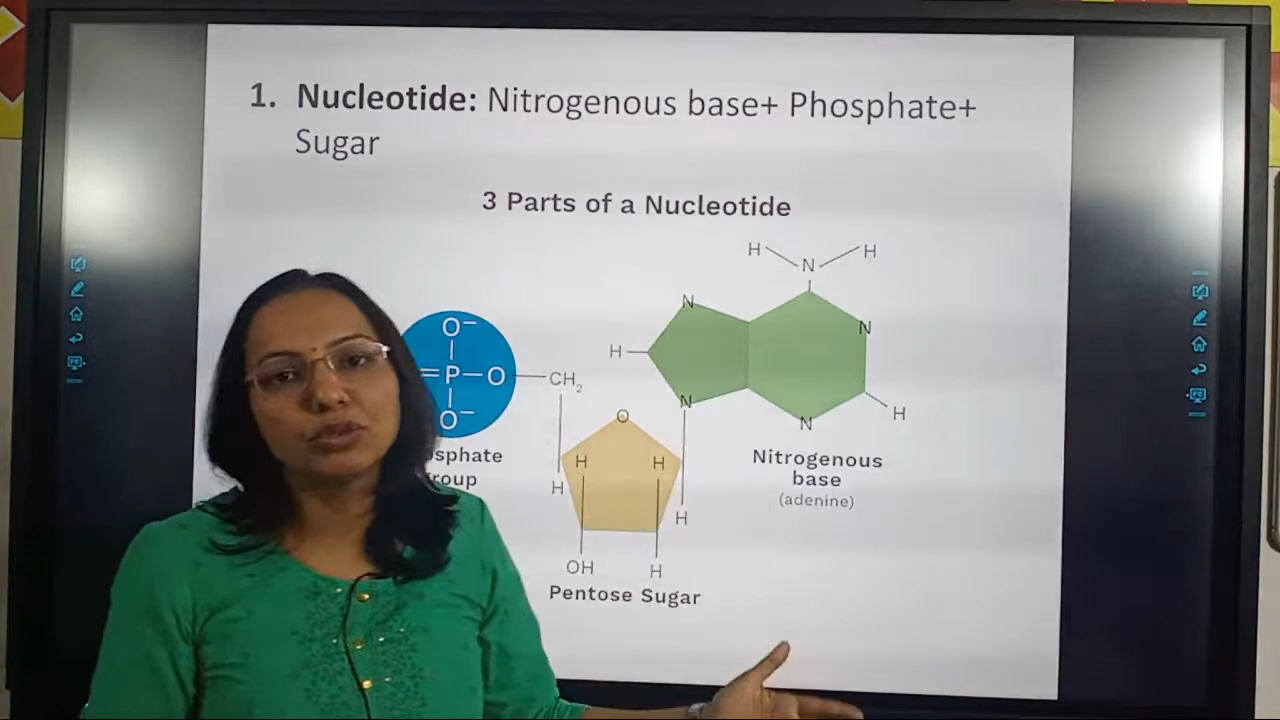 1. Nucleotide: Nitrogenous base+ Phosphate+
Sugar
3 Parts of a Nucleotide
H H
N
N
N
H
N
N
H
O⁻
=P—O
O⁻
CH₂
O
H H
H
H
OH H
sphate
roup
Nitrogenous
base
(adenine)
Pentose Sugar